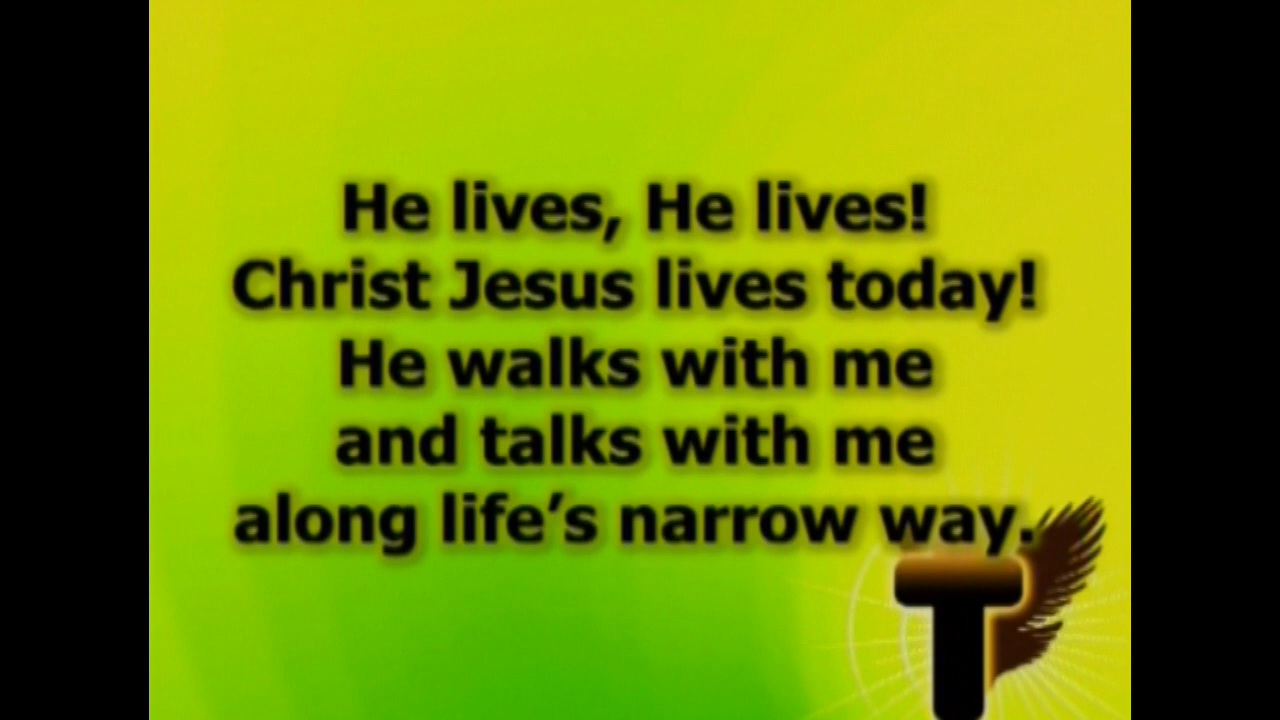 He lives, He lives!
Christ Jesus lives today!
He walks with me
and talks with me
along life’s narrow way.
T